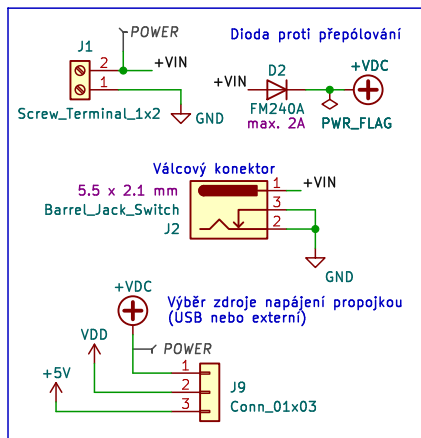 POWER
J1
2
+VIN
1
GND
Screw_Terminal_1x2
Dioda proti přepólování
+VDC
+VIN
D2
FM240A
max. 2A
PWR_FLAG
Válcový konektor
5.5 x 2.1 mm
Barrel_Jack_Switch
J2
1
+VIN
3
2
GND
+VDC
Výběr zdroje napájení propojkou
(USB nebo externí)
POWER
VDD
+5V
1
2
3
J9
Conn_01x03